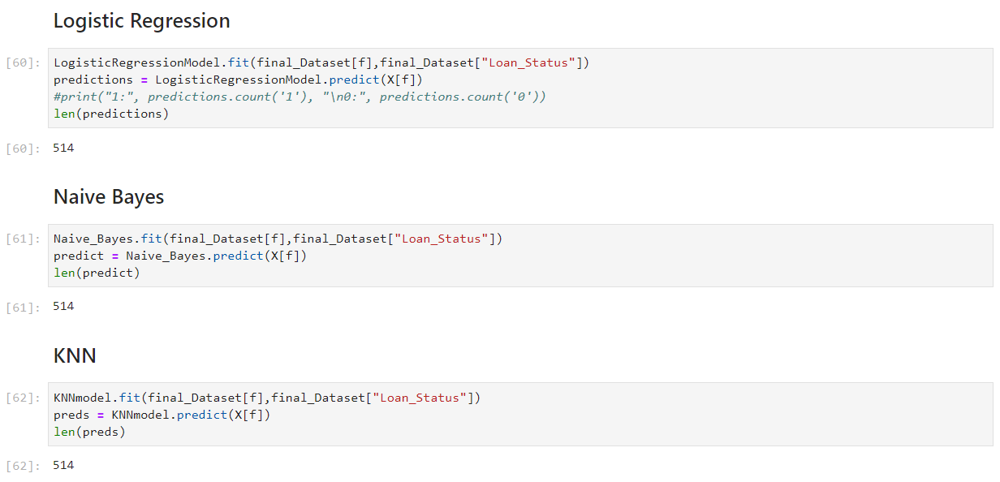 Logistic Regression
[60]: LogisticRegressionModel.fit(final_Dataset[f],final_Dataset["Loan_Status"])
predictions = LogisticRegressionModel.predict(X[f])
#print("1:", predictions.count('1'), "\n0:", predictions.count('0'))
len(predictions)
[60]: 514
Naive Bayes
[61]: Naive_Bayes.fit(final_Dataset[f],final_Dataset["Loan_Status"])
predict = Naive_Bayes.predict(X[f])
len(predict)
[61]: 514
KNN
[62]: KNNmodel.fit(final_Dataset[f],final_Dataset["Loan_Status"])
preds = KNNmodel.predict(X[f])
len(preds)
[62]: 514